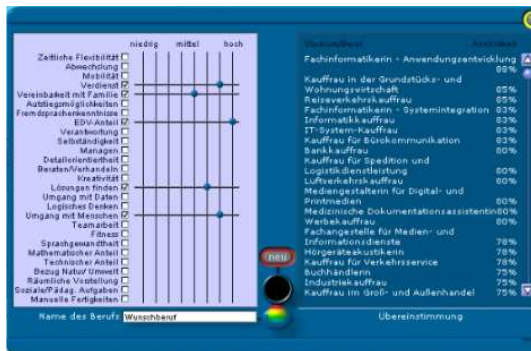 niedrig mittel hoch
Zeitliche Flexibilität
Abwechslung
Mobilität
Verdienst
Vereinbarkeit mit Familie
Aufstiegsmöglichkeiten
Fremdsprachenkenntnisse
EDV-Anteil
Verantwortung
Selbständigkeit
Managen
Detailorientiertheit
Beraten/Verhandeln
Kreativität
Lösungen finden
Umgang mit Daten
Logisches Denken
Umgang mit Menschen
Teamarbeit
Fitness
Sprachgewandtheit
Mathematischer Anteil
Technischer Anteil
Bezug Natur/ Umwelt
Räumliche Vorstellung
Soziale/Pädag. Aufgaben
Manuelle Fertigkeiten
Name des Berufs Wunschberuf
neu
Fachinformatikerin - Anwendungsentwicklung
88%
Kauffrau in der Grundstücks- und
Wohnungswirtschaft 85%
Reiseverkehrskauffrau 85%
Fachinformatikerin - Systemintegration 83%
Informatikkauffrau 83%
IT-System-Kauffrau 83%
Kauffrau für Bürokommunikation 83%
Bankkauffrau 80%
Kauffrau für Spedition und
Logistikdienstleistung 80%
Luftverkehrskauffrau 80%
Mediengestalterin für Digital- und
Printmedien 80%
Medizinische Dokumentationsassistentin 80%
Werbekauffrau 80%
Fachangestelle für Medien- und
Informationsdienste 78%
Hörgeräteakustikerin 78%
Kauffrau für Verkehrsservice 78%
Buchhändlerin 75%
Industriekauffrau 75%
Kauffrau im Groß- und Außenhandel 75%
Übereinstimmung